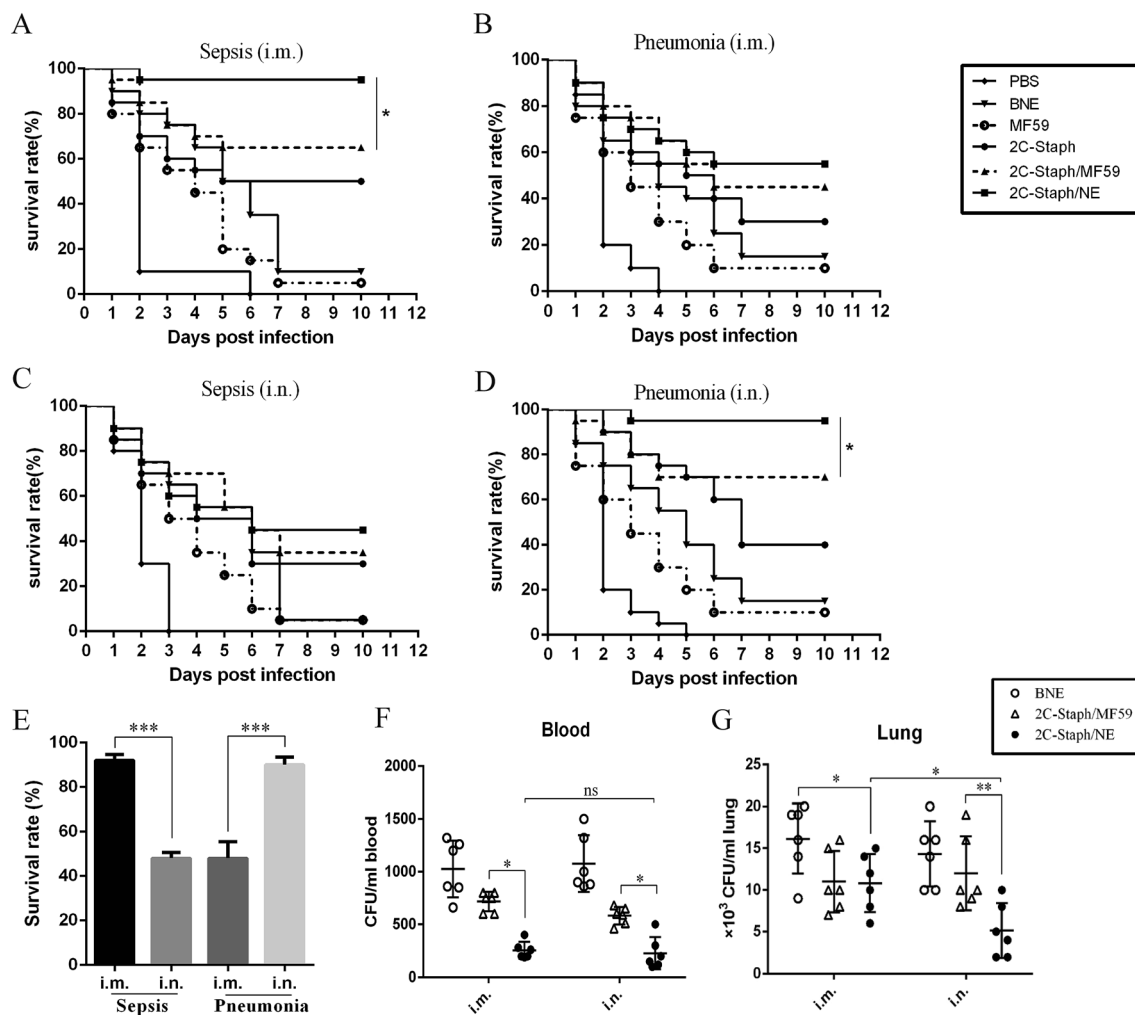 A
Sepsis (i.m.)
survival rate(%)
100
80
60
40
20
0
0 1 2 3 4 5 6 7 8 9 10 11 12
Days post infection
*
B
Pneumonia (i.m.)
survival rate(%)
100
80
60
40
20
0
0 1 2 3 4 5 6 7 8 9 10 11 12
Days post infection
PBS
BNE
MF59
2C-Staph
2C-Staph/MF59
2C-Staph/NE
C
Sepsis (i.n.)
survival rate(%)
100
80
60
40
20
0
0 1 2 3 4 5 6 7 8 9 10 11 12
Days post infection
D
Pneumonia (i.n.)
survival rate(%)
100
80
60
40
20
0
0 1 2 3 4 5 6 7 8 9 10 11 12
Days post infection
*
E
Survival rate (%)
100
80
60
40
20
0
*** ***
i.m. i.n. i.m. i.n.
Sepsis Pneumonia
F
Blood
CFU/ml blood
1500
1000
500
0
ns
* *
i.m. i.n.
G
Lung
×10³ CFU/ml lung
25
20
15
10
5
0
* * **
i.m. i.n.
BNE
2C-Staph/MF59
2C-Staph/NE